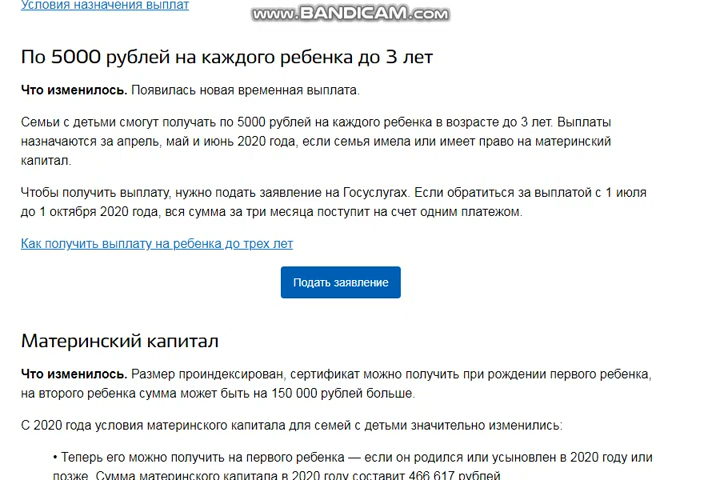 Условия назначения выплат
www.BANDICAM.com
По 5000 рублей на каждого ребенка до 3 лет
Что изменилось. Появилась новая временная выплата.
Семьи с детьми смогут получать по 5000 рублей на каждого ребенка в возрасте до 3 лет. Выплаты
назначаются за апрель, май и июнь 2020 года, если семья имела или имеет право на материнский
капитал.
Чтобы получить выплату, нужно подать заявление на Госуслугах. Если обратиться за выплатой с 1 июля
до 1 октября 2020 года, вся сумма за три месяца поступит на счет одним платежом.
Как получить выплату на ребенка до трех лет
Подать заявление
Материнский капитал
Что изменилось. Размер проиндексирован, сертификат можно получить при рождении первого ребенка,
на второго ребенка сумма может быть на 150 000 рублей больше.
С 2020 года условия материнского капитала для семей с детьми значительно изменились:
• Теперь его можно получить на первого ребенка — если он родился или усыновлен в 2020 году или
позже. Сумма материнского капитала в 2020 году составит 466 617 рублей